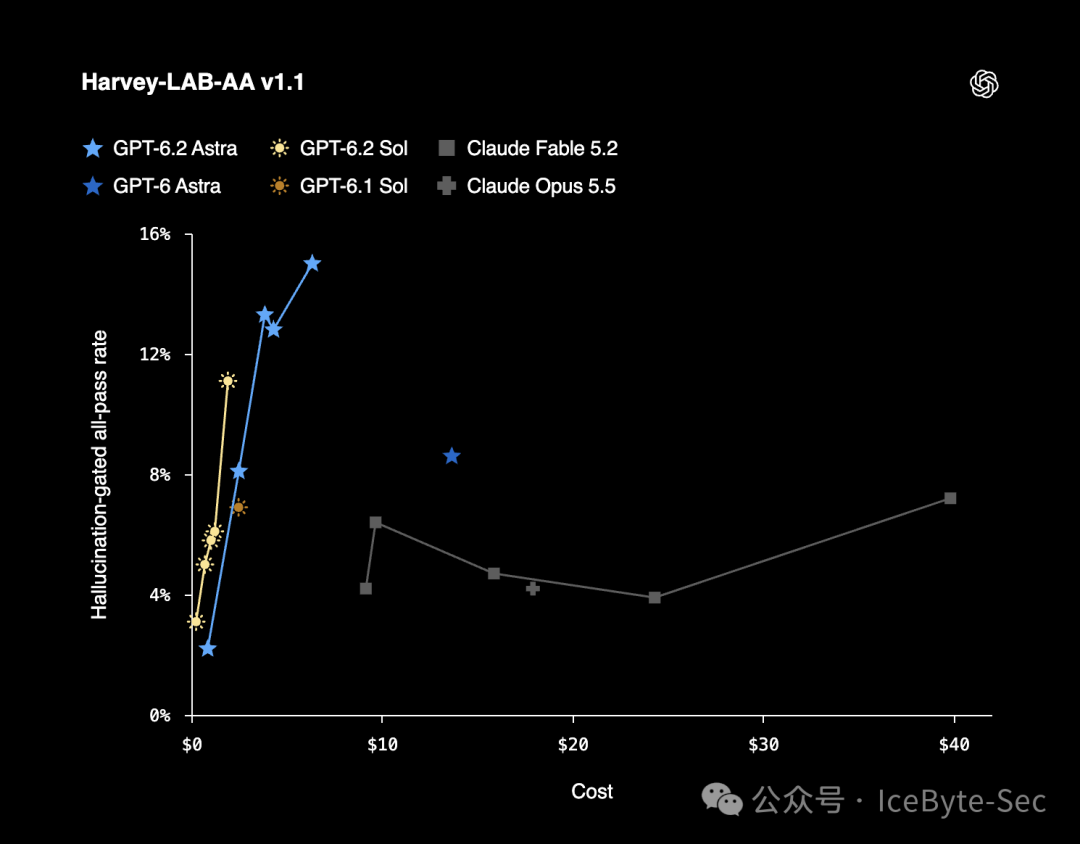 Harvey-LAB-AA v1.1
GPT-6.2 Astra
GPT-6.2 Sol
Claude Fable 5.2
GPT-6 Astra
GPT-6.1 Sol
Claude Opus 5.5
16%
12%
8%
4%
0%
Hallucination-gated all-pass rate
$0
$10
$20
$30
$40
Cost
公众号 · IceByte-Sec